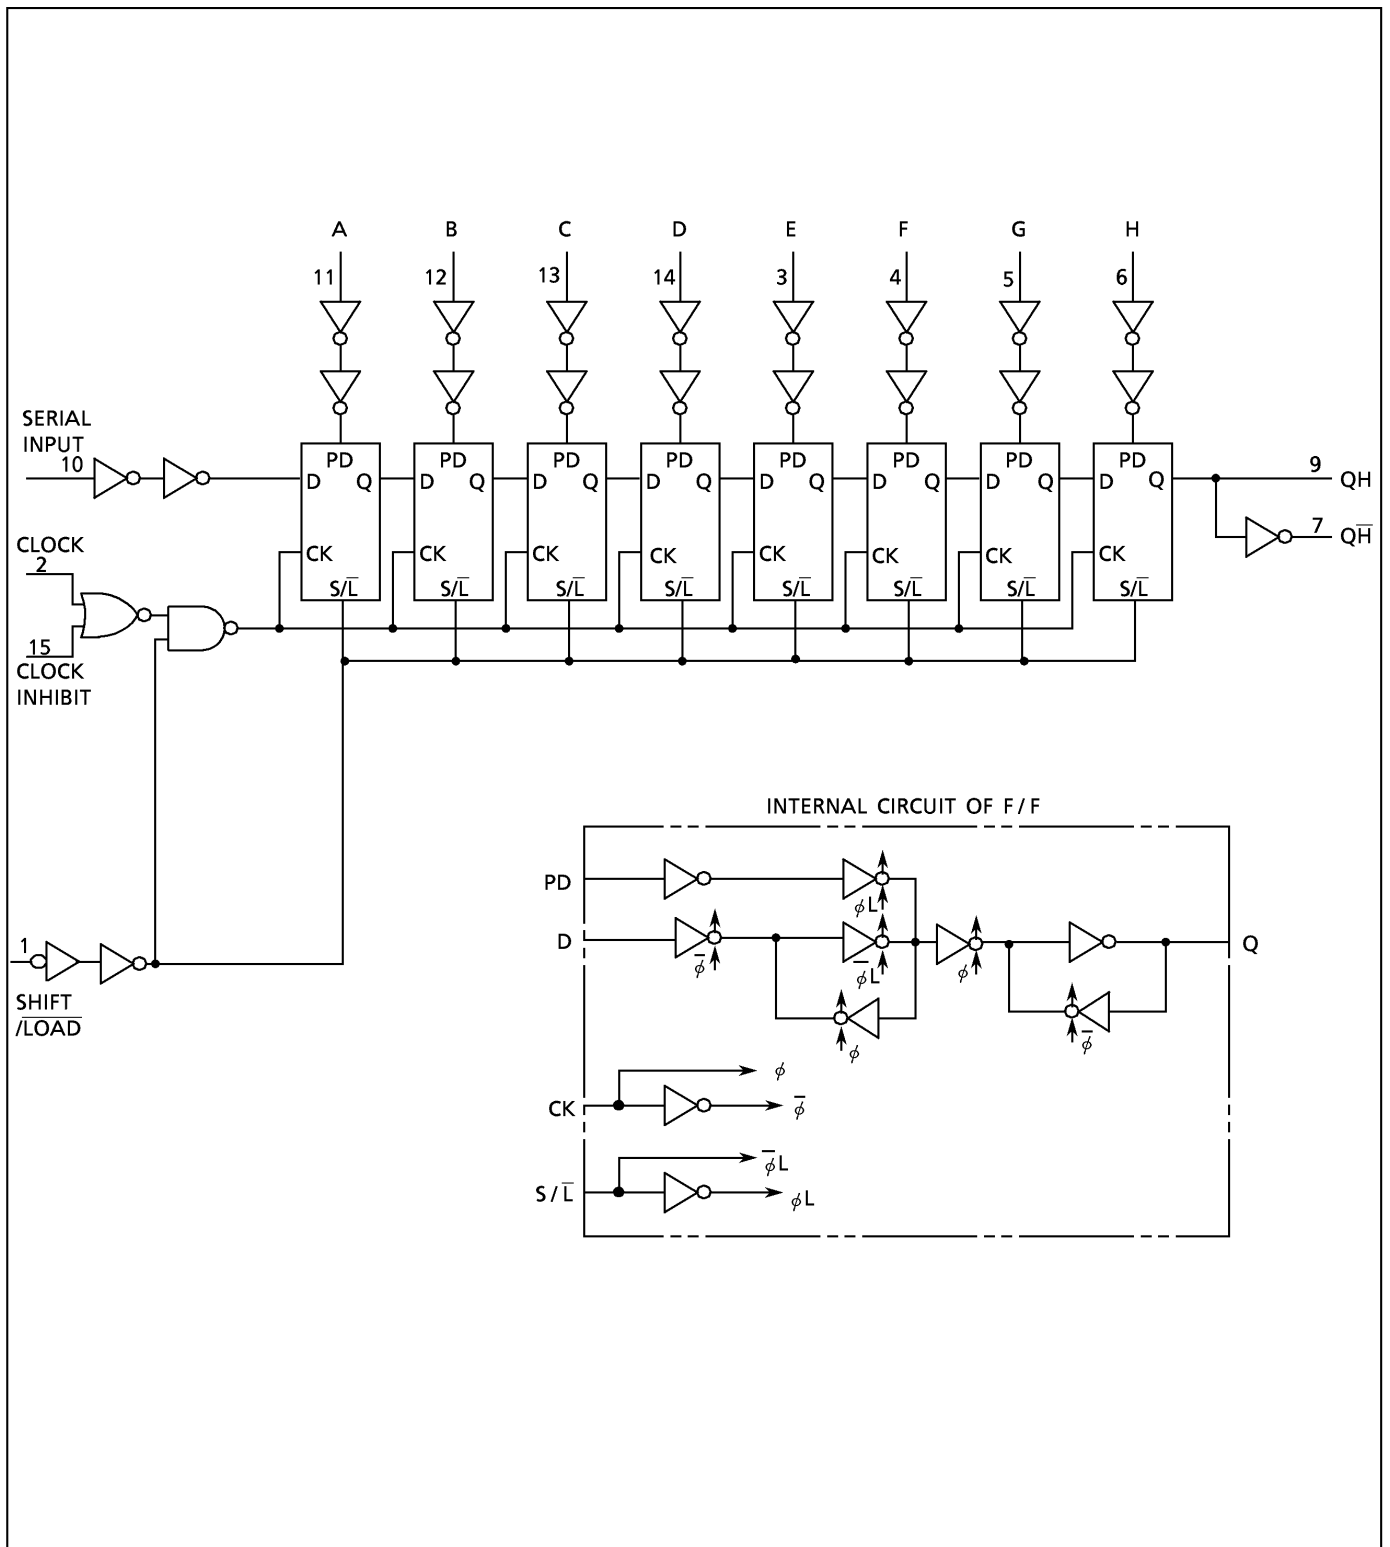 A B C D E F G H
11 12 13 14 3 4 5 6
SERIAL
INPUT
10
PD PD PD PD PD PD PD PD
D Q D Q D Q D Q D Q D Q D Q D Q
9 QH
7 QH̅
CLOCK
2
CK CK CK CK CK CK CK CK
S/L̅ S/L̅ S/L̅ S/L̅ S/L̅ S/L̅ S/L̅ S/L̅
15
CLOCK
INHIBIT
INTERNAL CIRCUIT OF F/F
PD
ϕL
D
ϕ̅
ϕ̅L
ϕ
Q
1
SHIFT
/L̅O̅A̅D̅
ϕ
ϕ̅
ϕ
CK
ϕ̅
ϕ̅L
S/L̅
ϕL